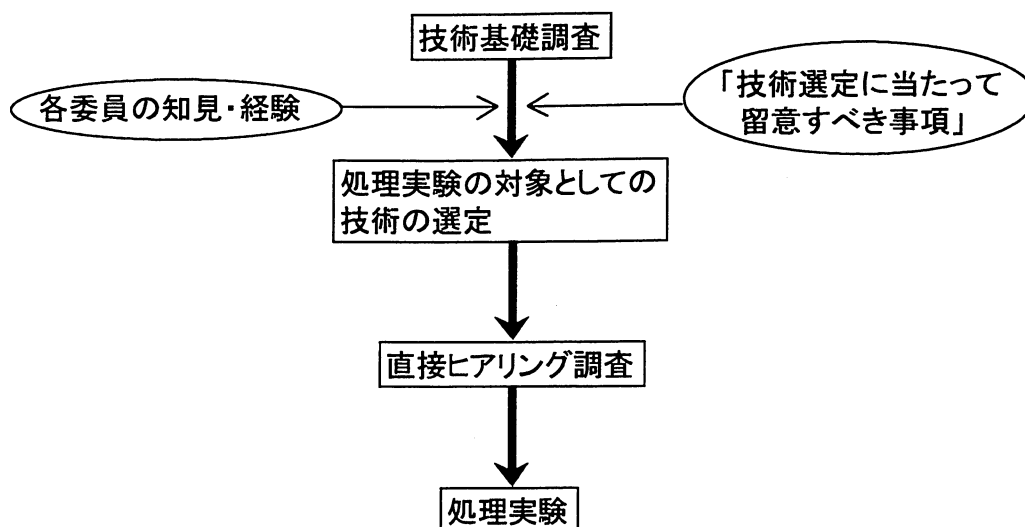 技術基礎調査
各委員の知見・経験
「技術選定に当たって
留意すべき事項」
処理実験の対象としての
技術の選定
直接ヒアリング調査
処理実験